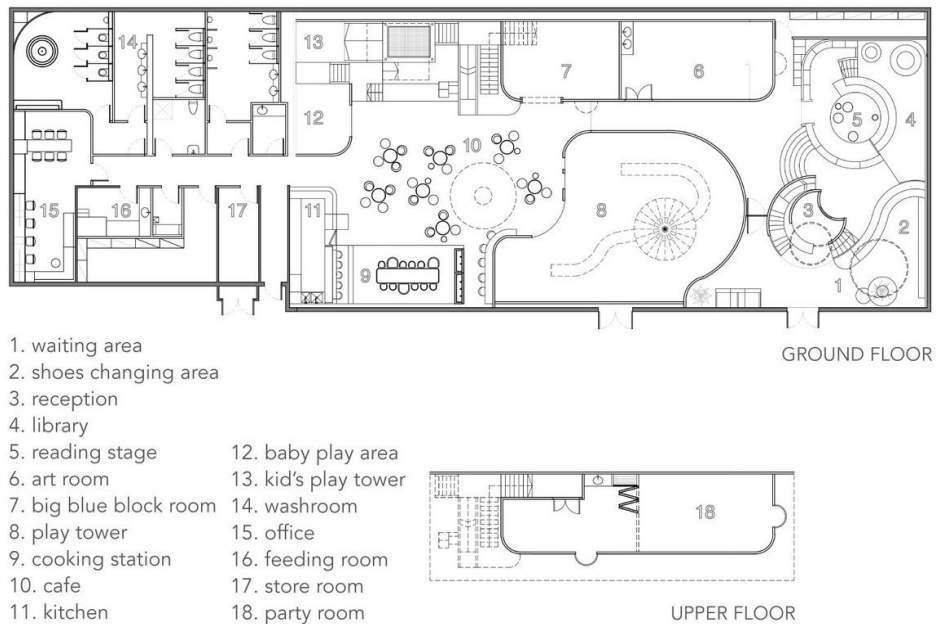 13
14
7
6
12
10
5
4
15
16
17
11
8
3
2
9
1
GROUND FLOOR
1. waiting area
2. shoes changing area
3. reception
4. library
5. reading stage
6. art room
7. big blue block room
8. play tower
9. cooking station
10. cafe
11. kitchen
12. baby play area
13. kid's play tower
14. washroom
15. office
16. feeding room
17. store room
18. party room
18
UPPER FLOOR